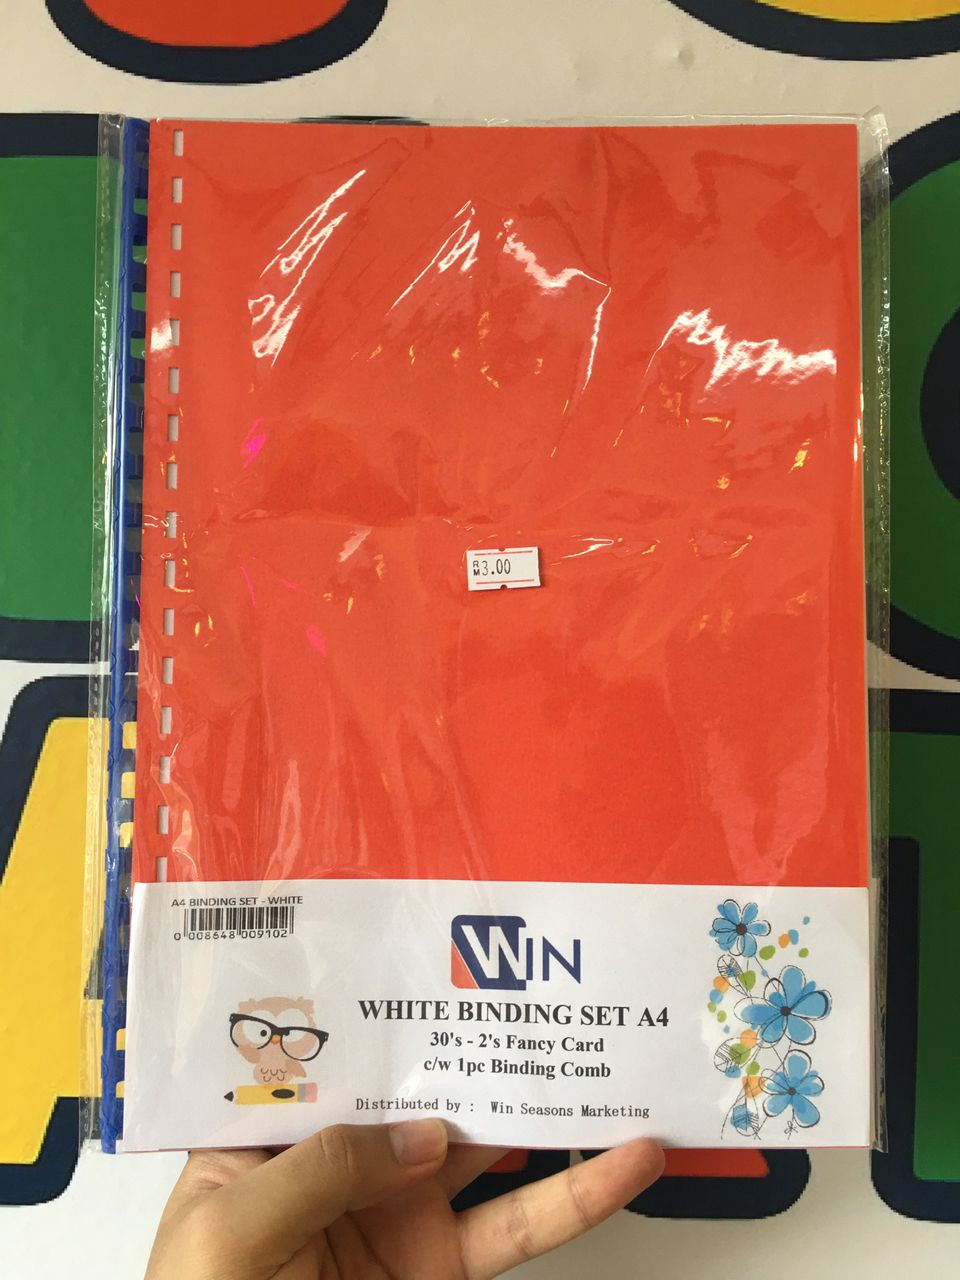 RM3.00
A4 BINDING SET - WHITE
0 008648 009102
WIN
WHITE BINDING SET A4
30's - 2's Fancy Card
c/w 1pc Binding Comb
Distributed by : Win Seasons Marketing